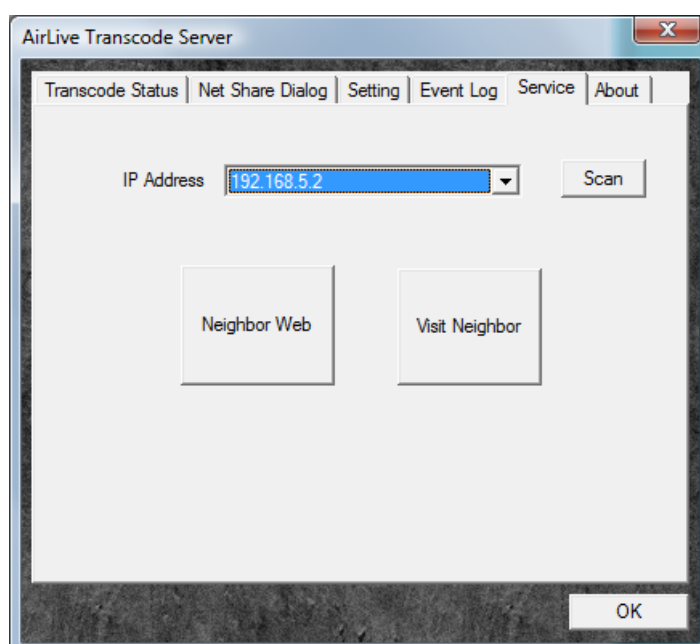 AirLive Transcode Server
Transcode Status Net Share Dialog Setting Event Log Service About
IP Address 192.168.5.2 Scan
Neighbor Web Visit Neighbor
OK